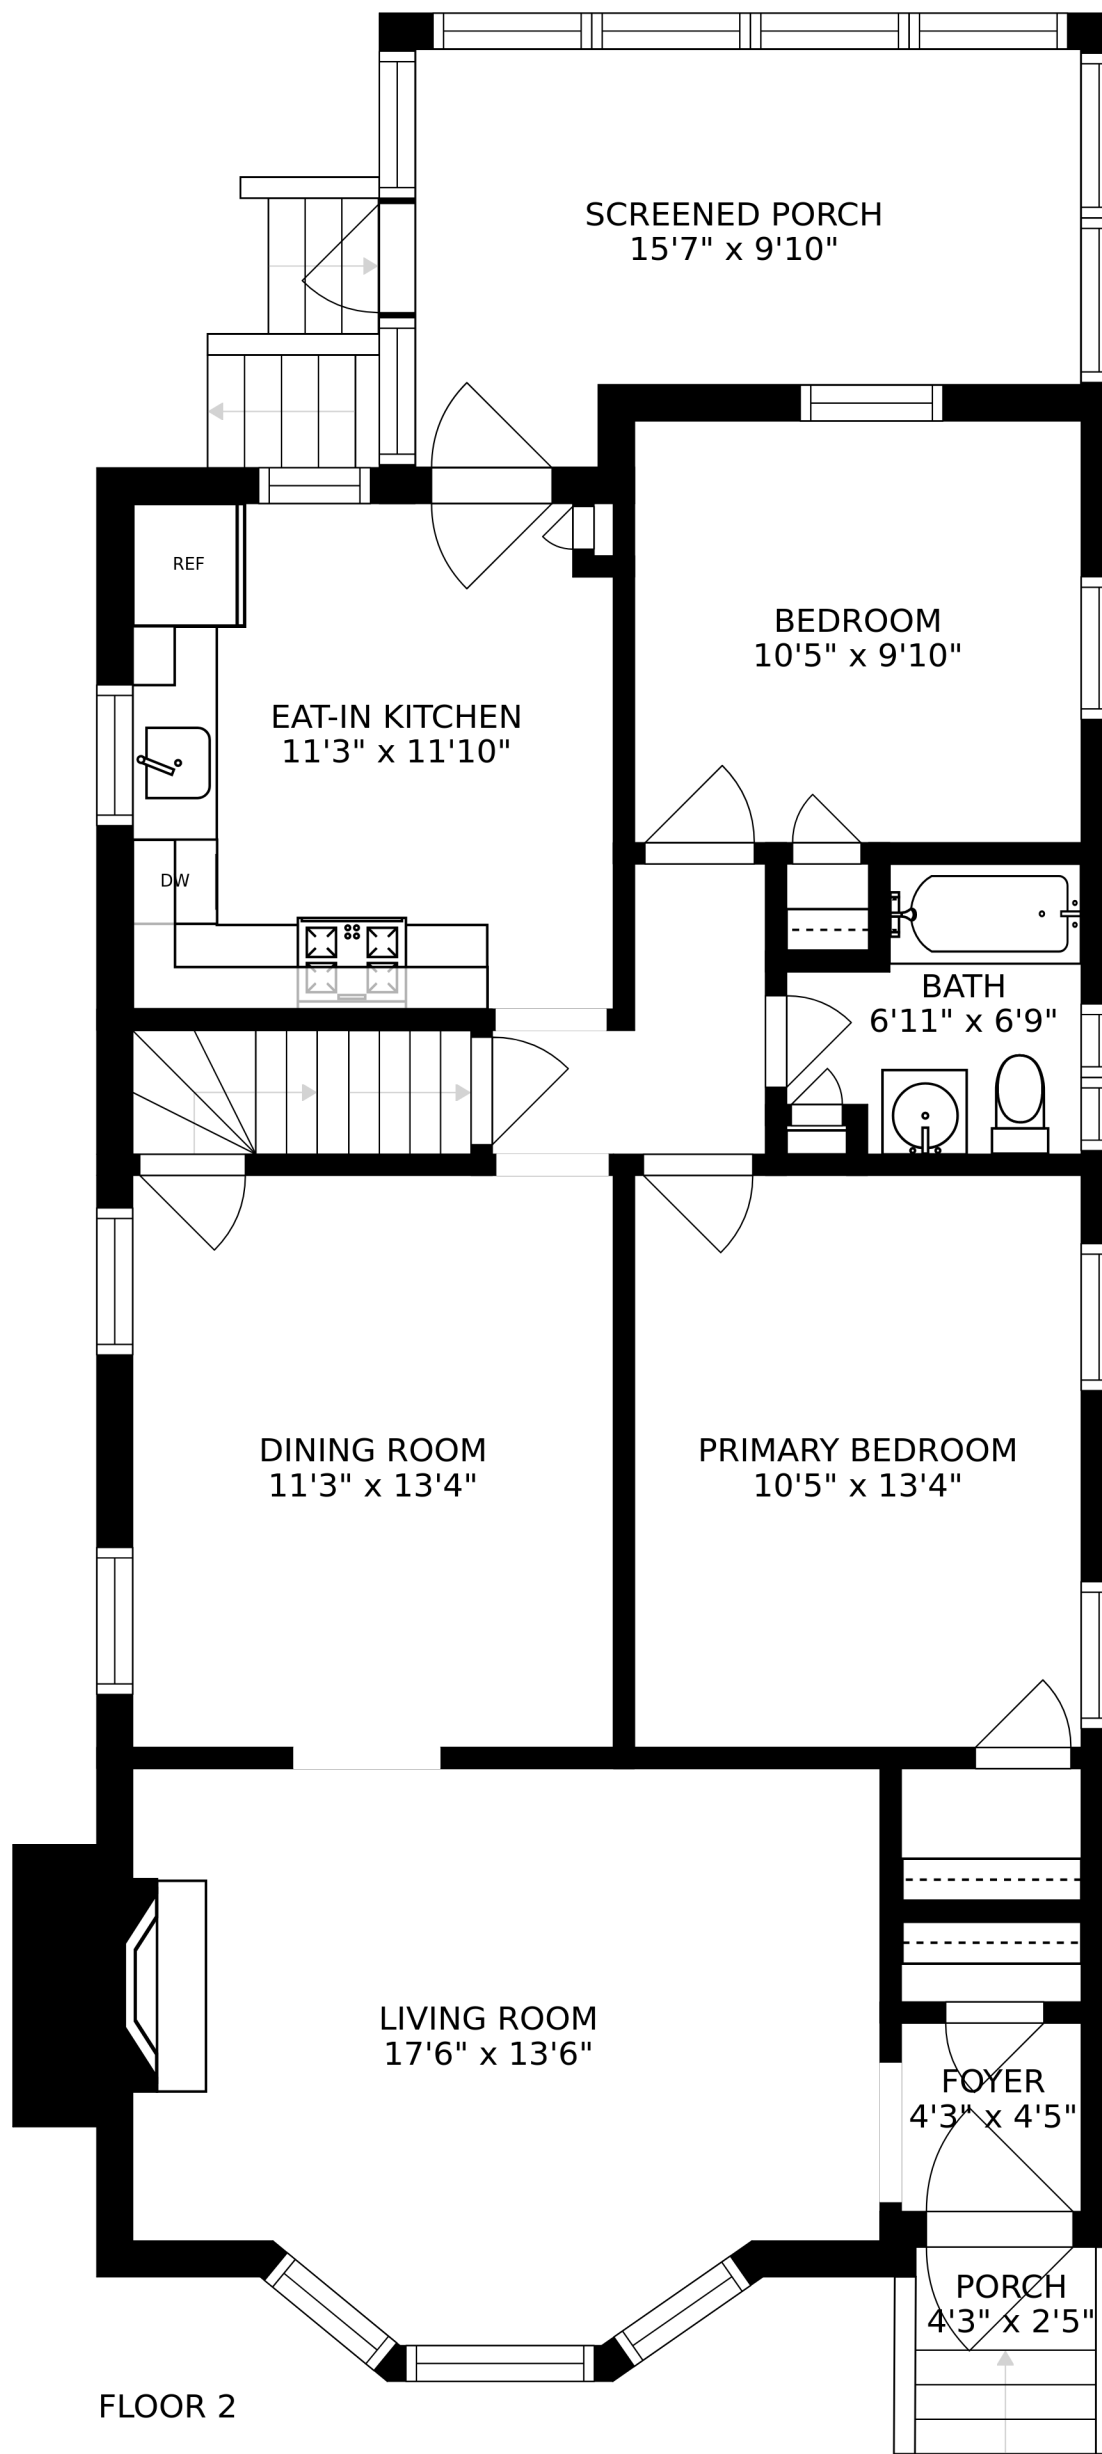 SCREENED PORCH
15'7" x 9'10"
REF
BEDROOM
10'5" x 9'10"
EAT-IN KITCHEN
11'3" x 11'10"
DW
BATH
6'11" x 6'9"
DINING ROOM
11'3" x 13'4"
PRIMARY BEDROOM
10'5" x 13'4"
LIVING ROOM
17'6" x 13'6"
FOYER
4'3" x 4'5"
PORCH
4'3" x 2'5"
FLOOR 2